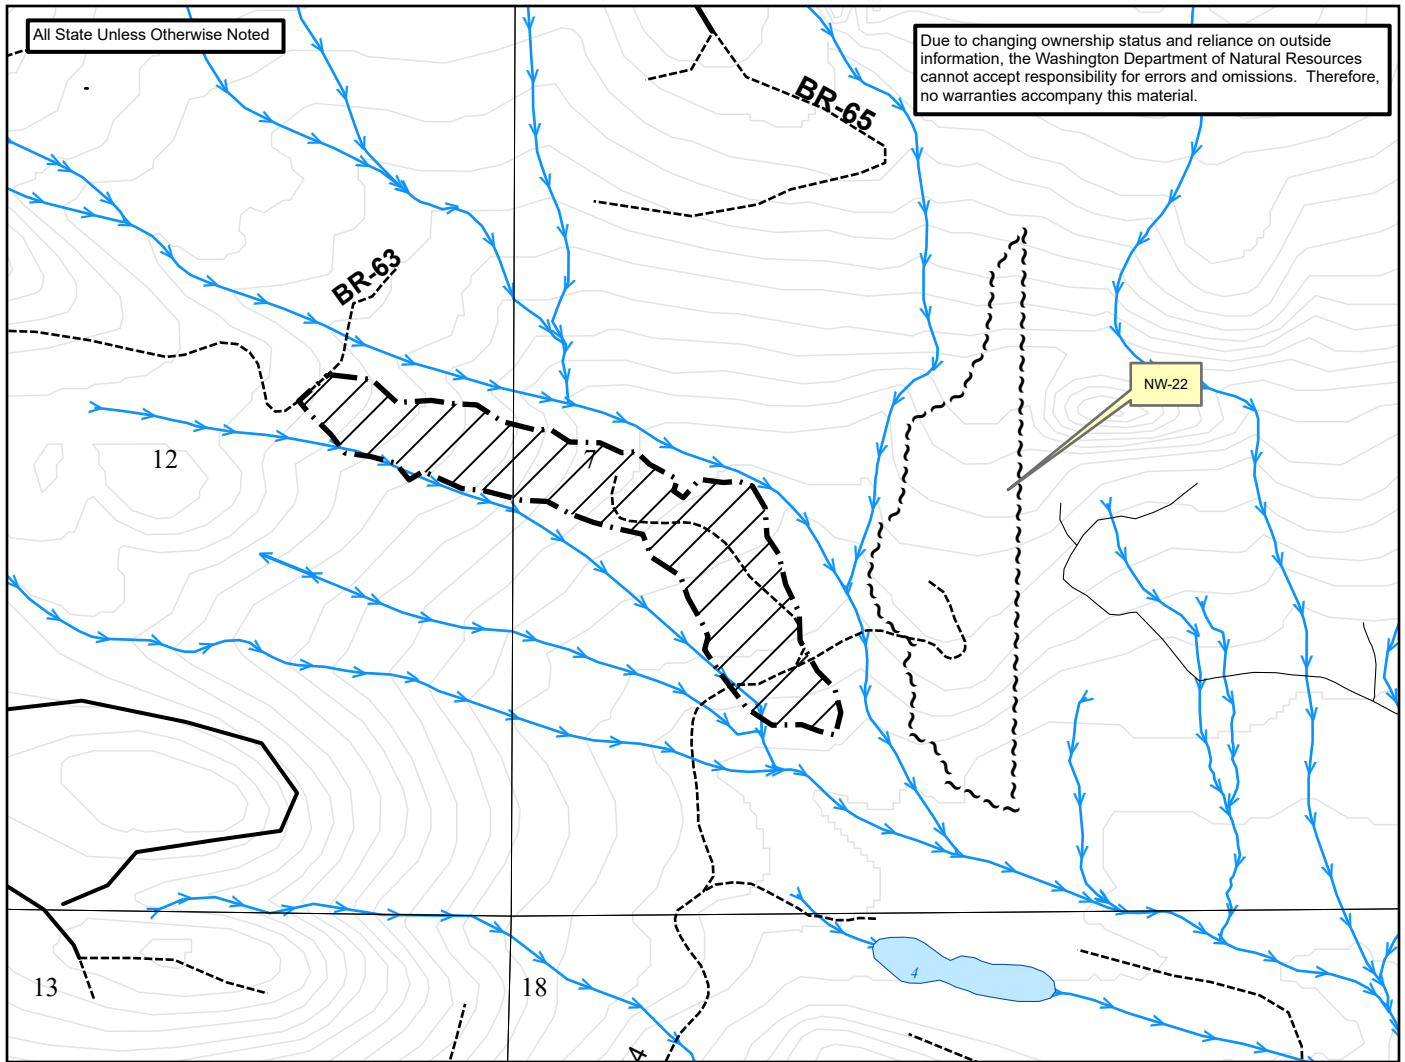 All State Unless Otherwise Noted
Due to changing ownership status and reliance on outside
information, the Washington Department of Natural Resources
cannot accept responsibility for errors and omissions. Therefore,
no warranties accompany this material.
BR-65
BR-63
NW-22
12
7
13
18
4
4